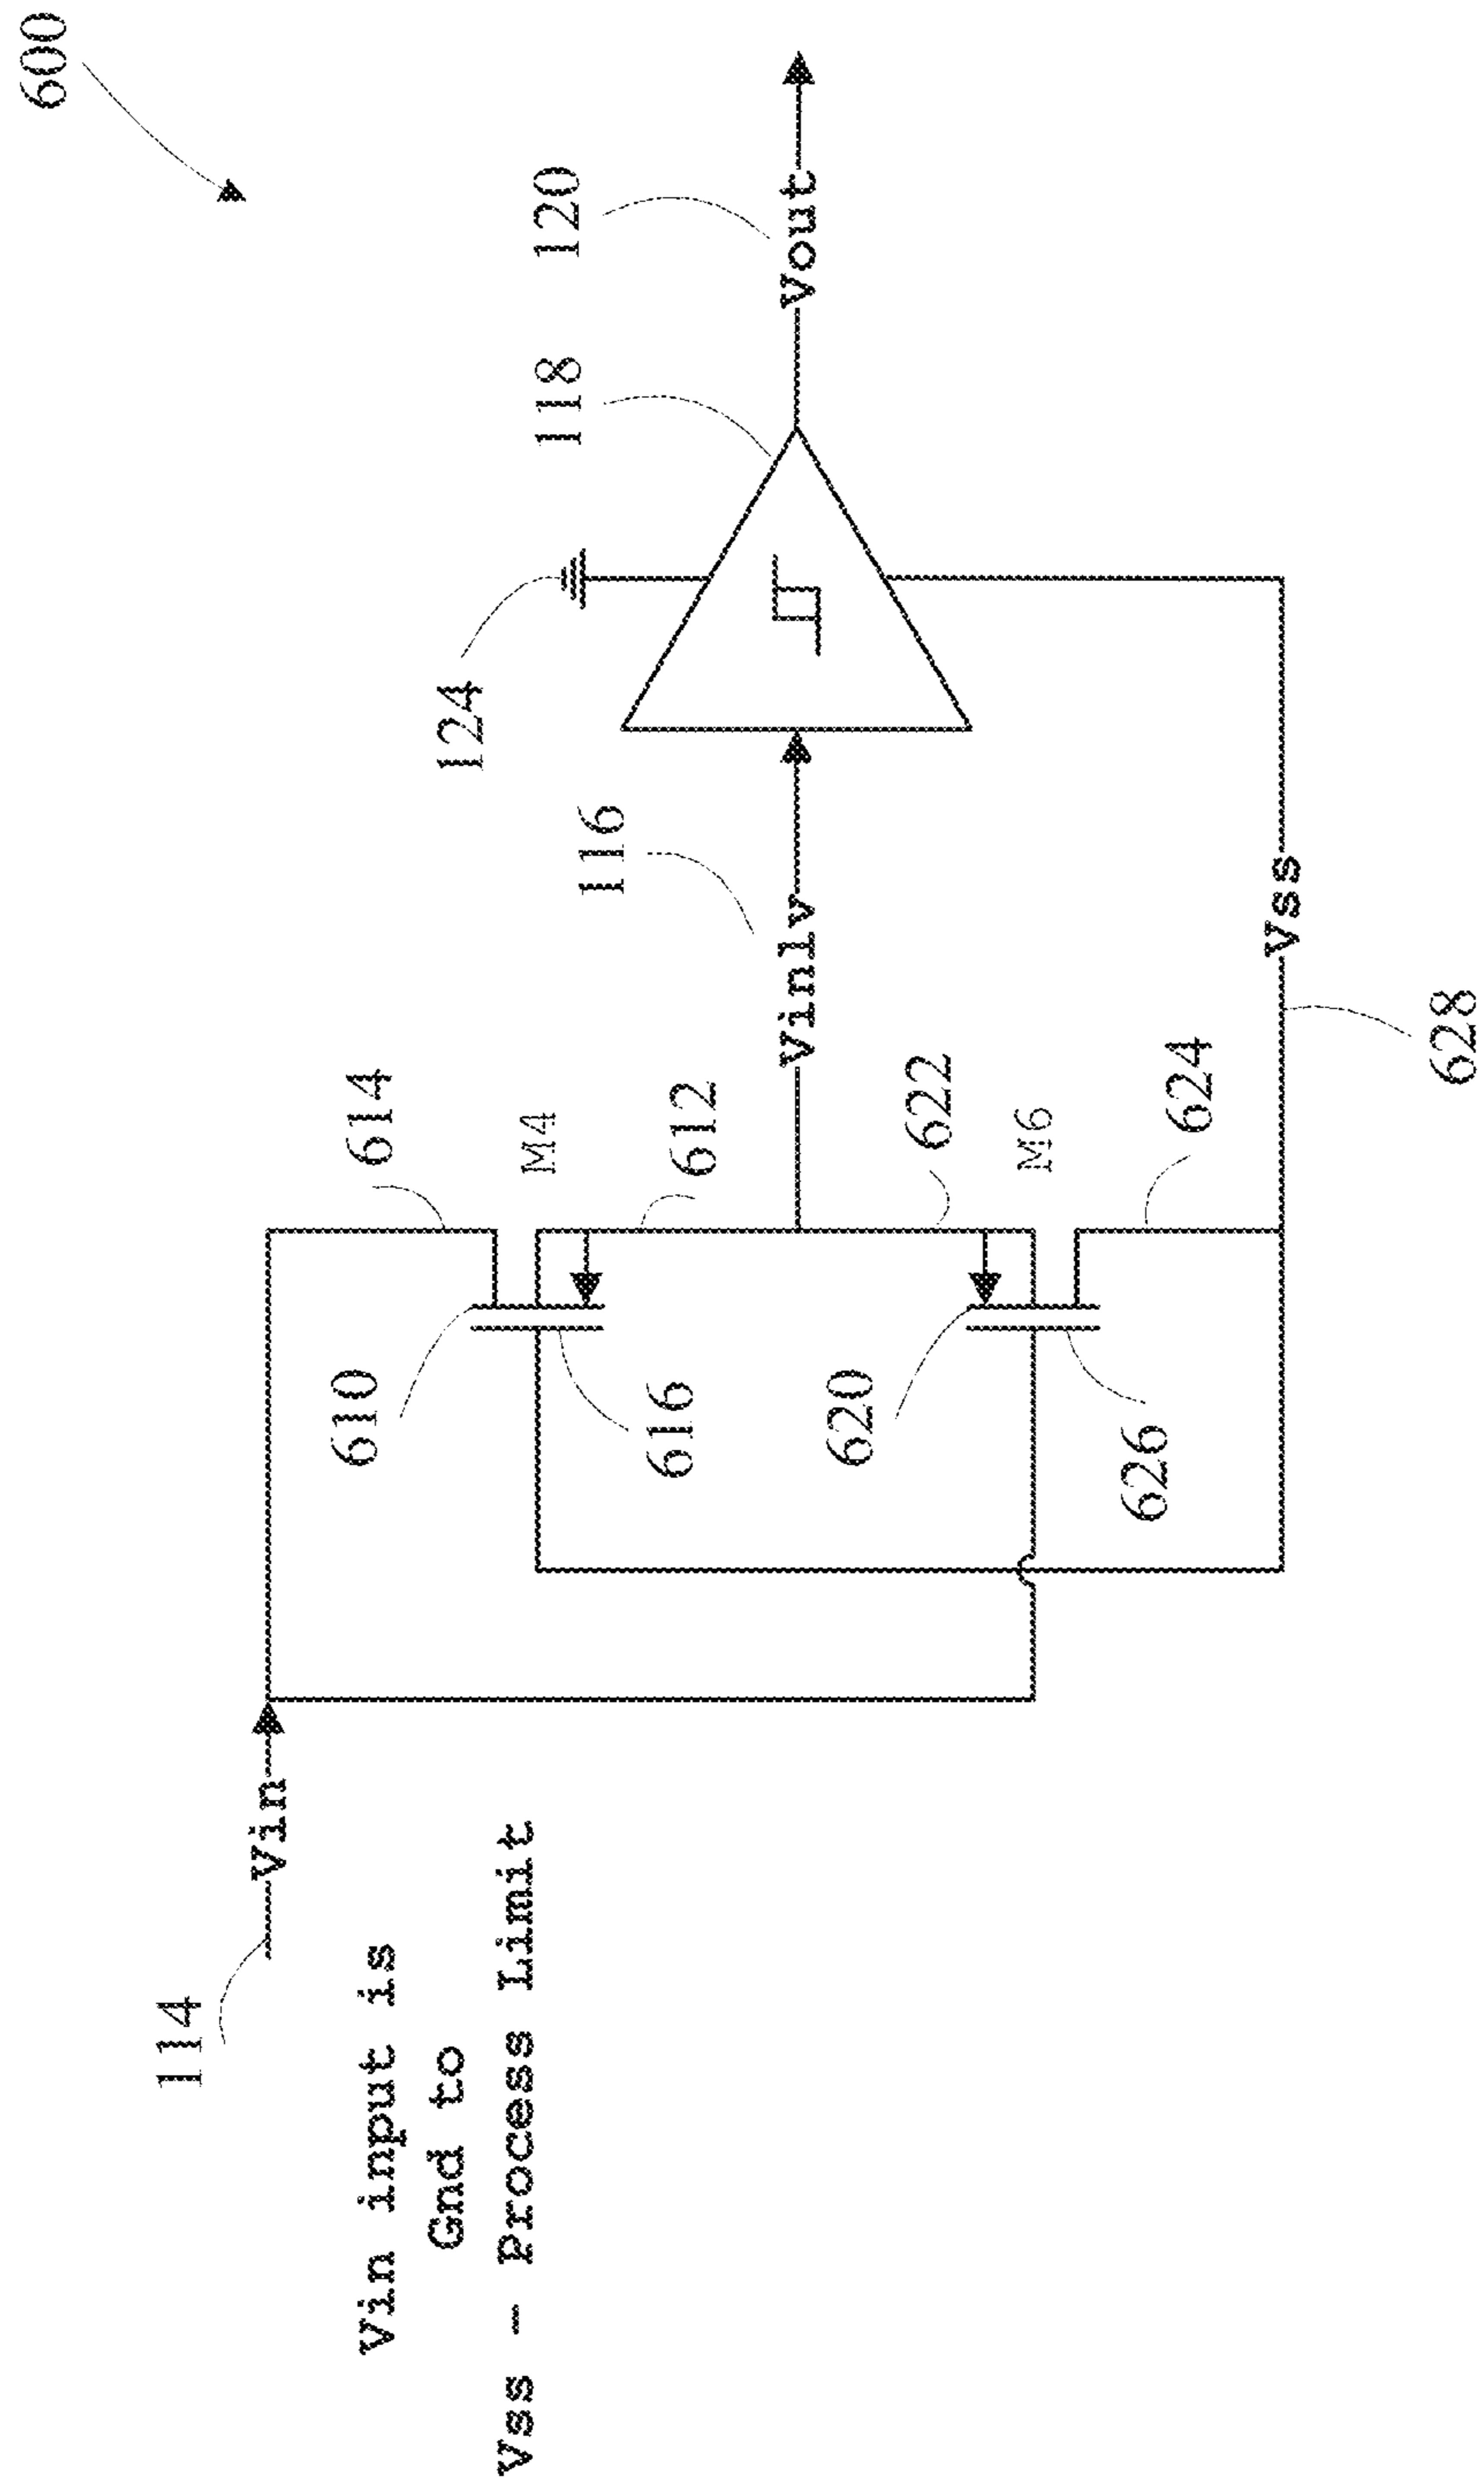 600
114
Vin
Vin input is
Gnd to
Vss - Process Limit
610
614
M4
616
612
620
622
M6
626
624
Vinlv
116
124
118
Vout
120
Vss
628